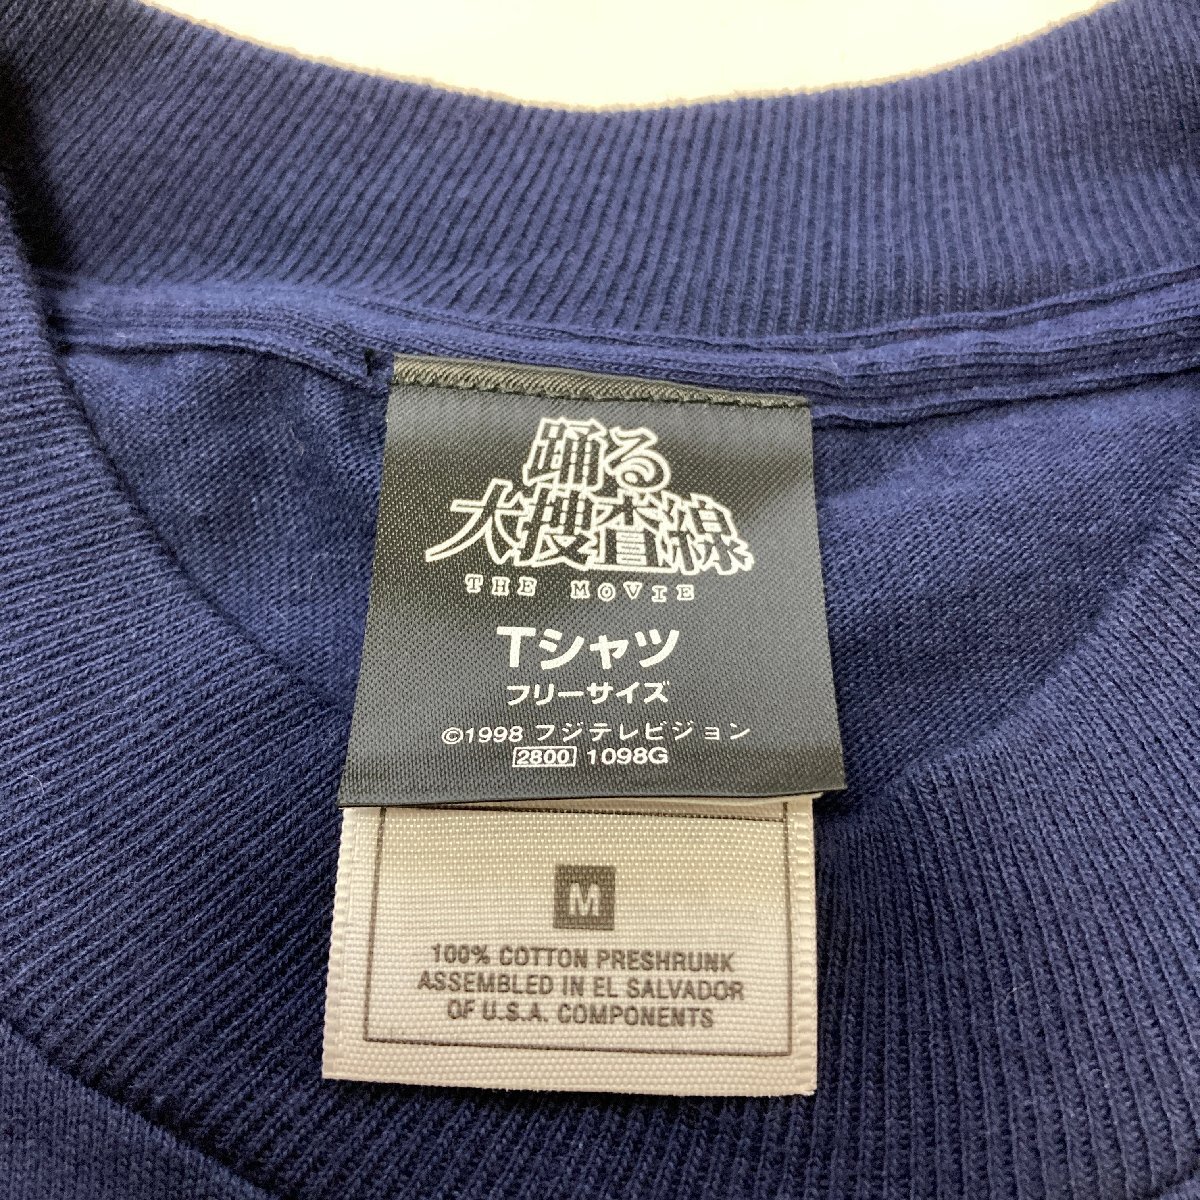 踊る
大捜査線
THE MOVIE
Tシャツ
フリーサイズ
©1998 フジテレビジョン
2800 1098G
M
100% COTTON PRESHRUNK
ASSEMBLED IN EL SALVADOR
OF U.S.A. COMPONENTS